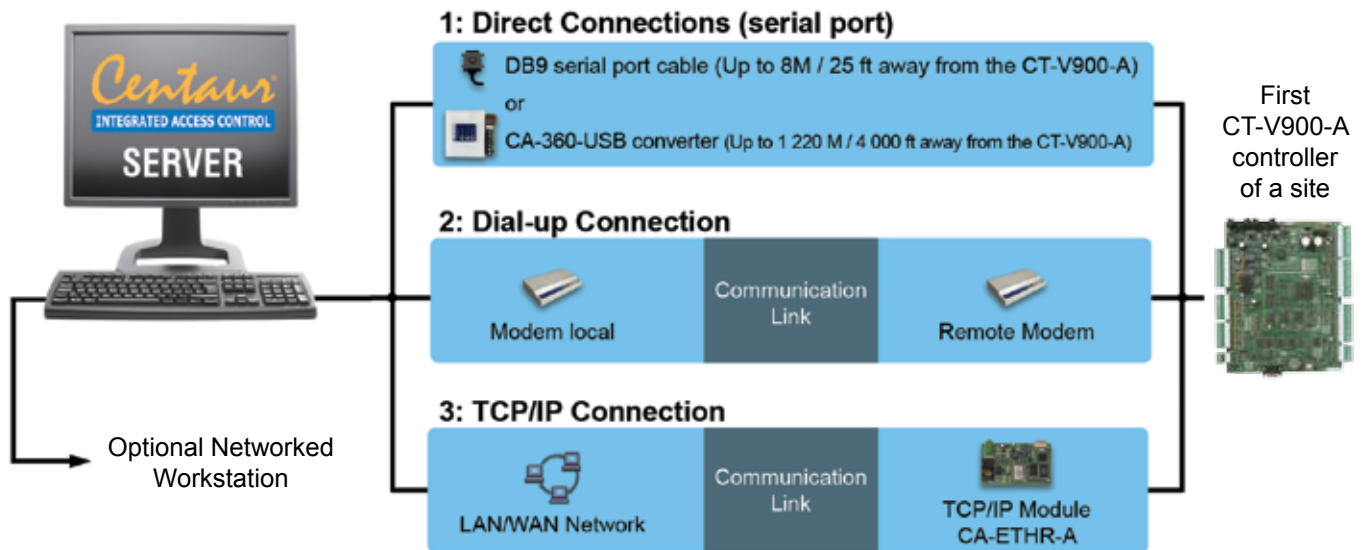 Centaur
INTEGRATED ACCESS CONTROL
SERVER
Optional Networked
Workstation
1: Direct Connections (serial port)
DB9 serial port cable (Up to 8M / 25 ft away from the CT-V900-A)
or
CA-360-USB converter (Up to 1 220 M / 4 000 ft away from the CT-V900-A)
2: Dial-up Connection
Modem local
Communication
Link
Remote Modem
3: TCP/IP Connection
LAN/WAN Network
Communication
Link
TCP/IP Module
CA-ETHR-A
First
CT-V900-A
controller
of a site